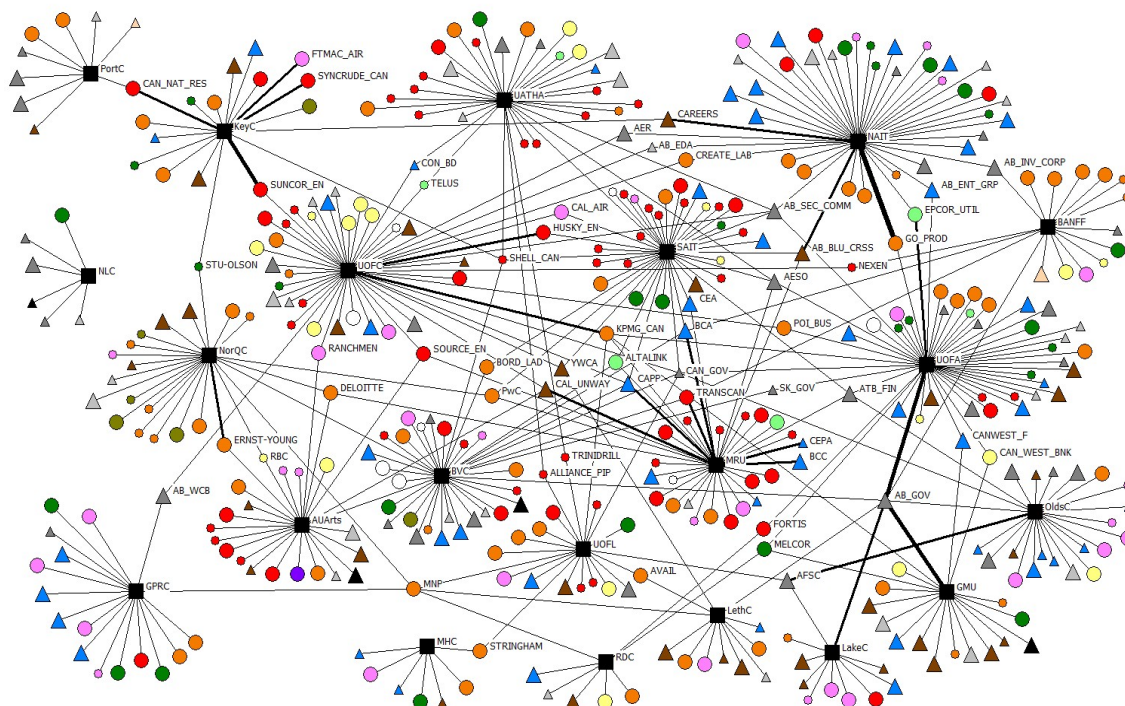 FTMAC_AIR
PortC
CAN_NAT_RES
SYNCRUDE_CAN
UATHA
KeyC
CAREERS
AER
NAIT
AB_EDA
CREATE_LAB
CON_BD
TELUS
AB_INV_CORP
SUNCOR_EN
AB_ENT_GRP
CAL_AIR
AB_SEC_COMM
EPCOR_UTIL
BANFF
HUSKY_EN
GO_PROD
SAIT
AB_BLU_CRSS
SHELL_CAN
STU-OLSON
UOFC
NEXEN
NLC
AESO
CEA
POI_BUS
BCA
KPMG_CAN
NorQC
RANCHMEN
SOURCE_EN
BORD_LAD
YWCA
ALTALINK
UOFA
CAN_GOV
DELOITTE
PwC
CAL_UNWAY
CAPP
TRANSCAN
SK_GOV
ATB_FIN
ERNST-YOUNG
CEPA
CANWEST_F
RBC
BVC
TRINIDRILL
MRU
BCC
CAN_WEST_BNK
ALLIANCE_PIP
AB_WCB
AB_GOV
OldsC
AUArts
FORTIS
UOFL
MELCOR
GPRC
MNP
AVAIL
AFSC
GMU
LethC
MHC
STRINGHAM
RDC
LakeC